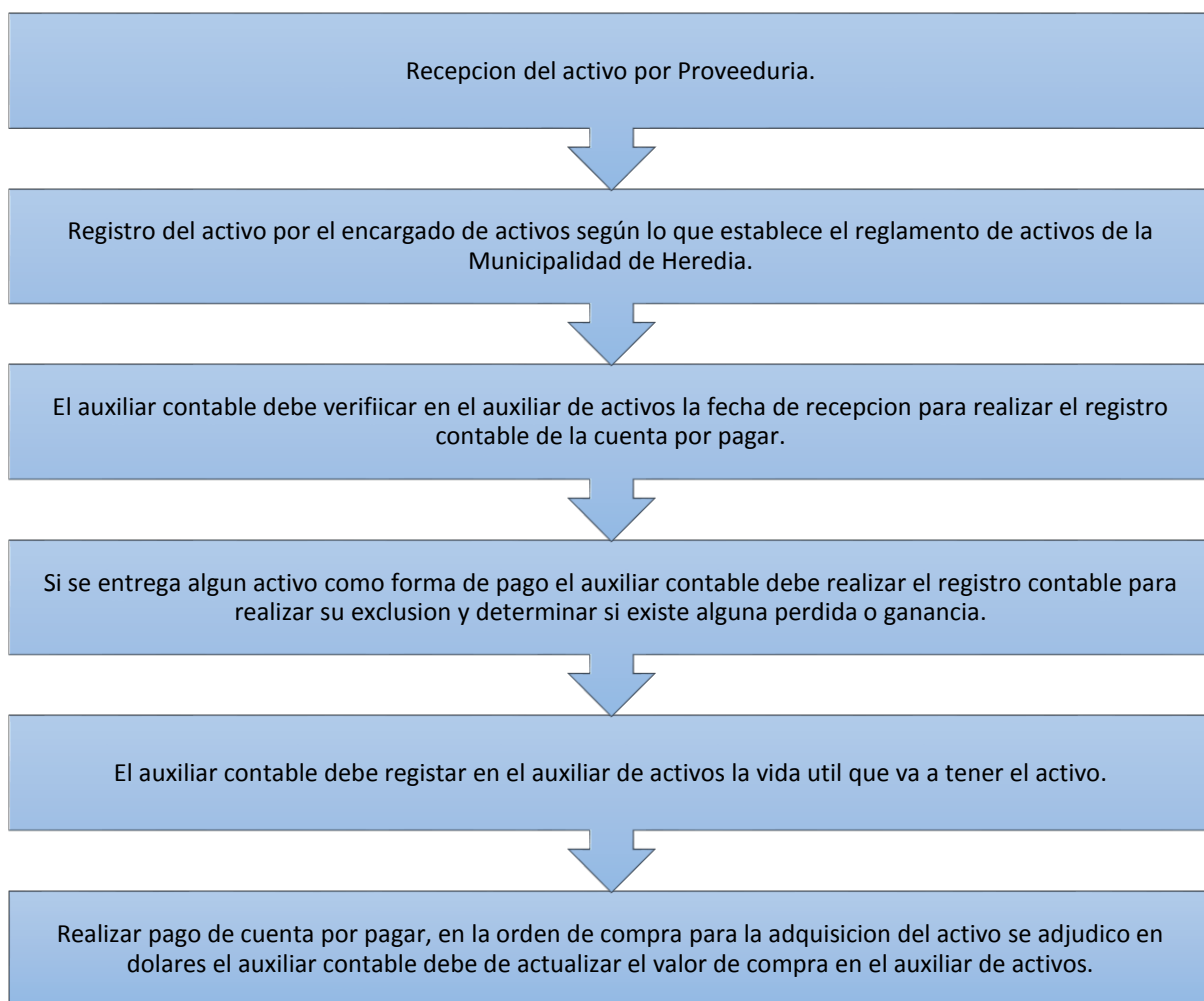 Recepcion del activo por Proveeduria.
Registro del activo por el encargado de activos según lo que establece el reglamento de activos de la
Municipalidad de Heredia.
El auxiliar contable debe verifiicar en el auxiliar de activos la fecha de recepcion para realizar el registro
contable de la cuenta por pagar.
Si se entrega algun activo como forma de pago el auxiliar contable debe realizar el registro contable para
realizar su exclusion y determinar si existe alguna perdida o ganancia.
El auxiliar contable debe registar en el auxiliar de activos la vida util que va a tener el activo.
Realizar pago de cuenta por pagar, en la orden de compra para la adquisicion del activo se adjudico en
dolares el auxiliar contable debe de actualizar el valor de compra en el auxiliar de activos.